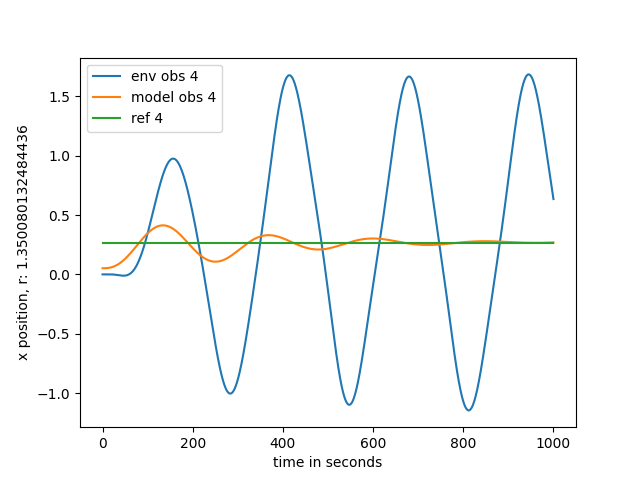 env obs 4
model obs 4
ref 4
1.5
1.0
0.5
0.0
−0.5
−1.0
x position, r: 1.350080132484436
0 200 400 600 800 1000
time in seconds